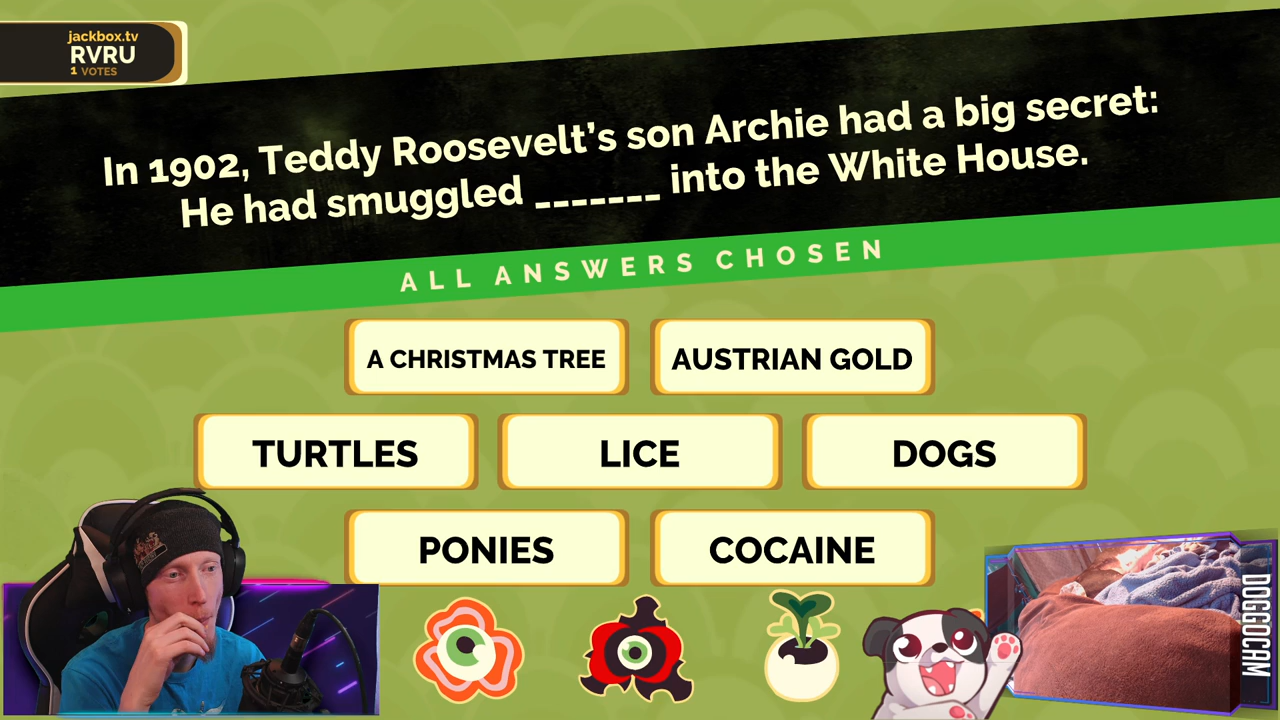 jackbox.tv
RVRU
1 VOTES
In 1902, Teddy Roosevelt's son Archie had a big secret:
He had smuggled _______ into the White House.
ALL ANSWERS CHOSEN
A CHRISTMAS TREE
AUSTRIAN GOLD
TURTLES
LICE
DOGS
PONIES
COCAINE
DOGGOCAM